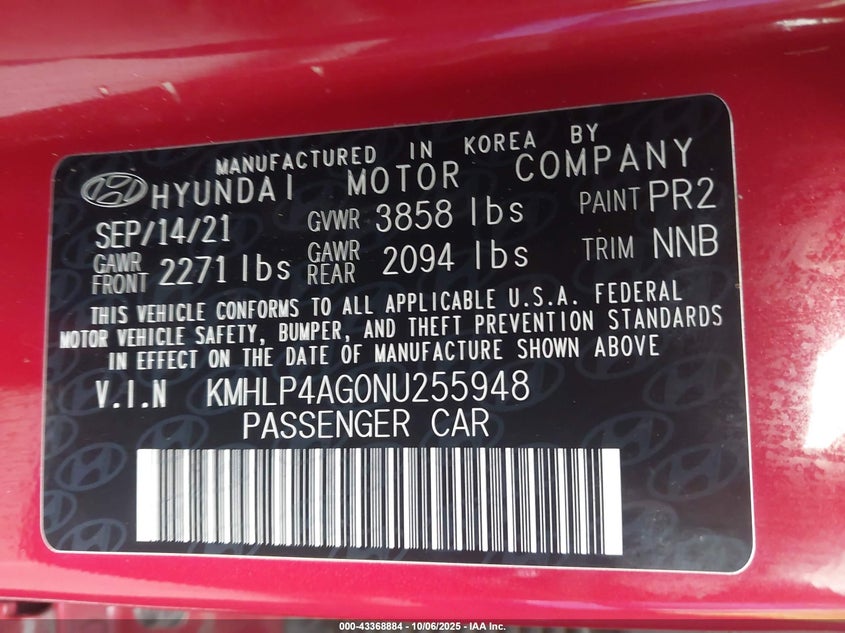 MANUFACTURED IN KOREA BY
HYUNDAI MOTOR COMPANY
SEP/14/21 GVWR 3858 lbs PAINT PR2
GAWR FRONT 2271 lbs GAWR REAR 2094 lbs TRIM NNB
THIS VEHICLE CONFORMS TO ALL APPLICABLE U.S.A. FEDERAL
MOTOR VEHICLE SAFETY, BUMPER, AND THEFT PREVENTION STANDARDS
IN EFFECT ON THE DATE OF MANUFACTURE SHOWN ABOVE
V.I.N KMHLP4AG0NU255948
PASSENGER CAR
000-43368884 - 10/06/2025 - IAA Inc.